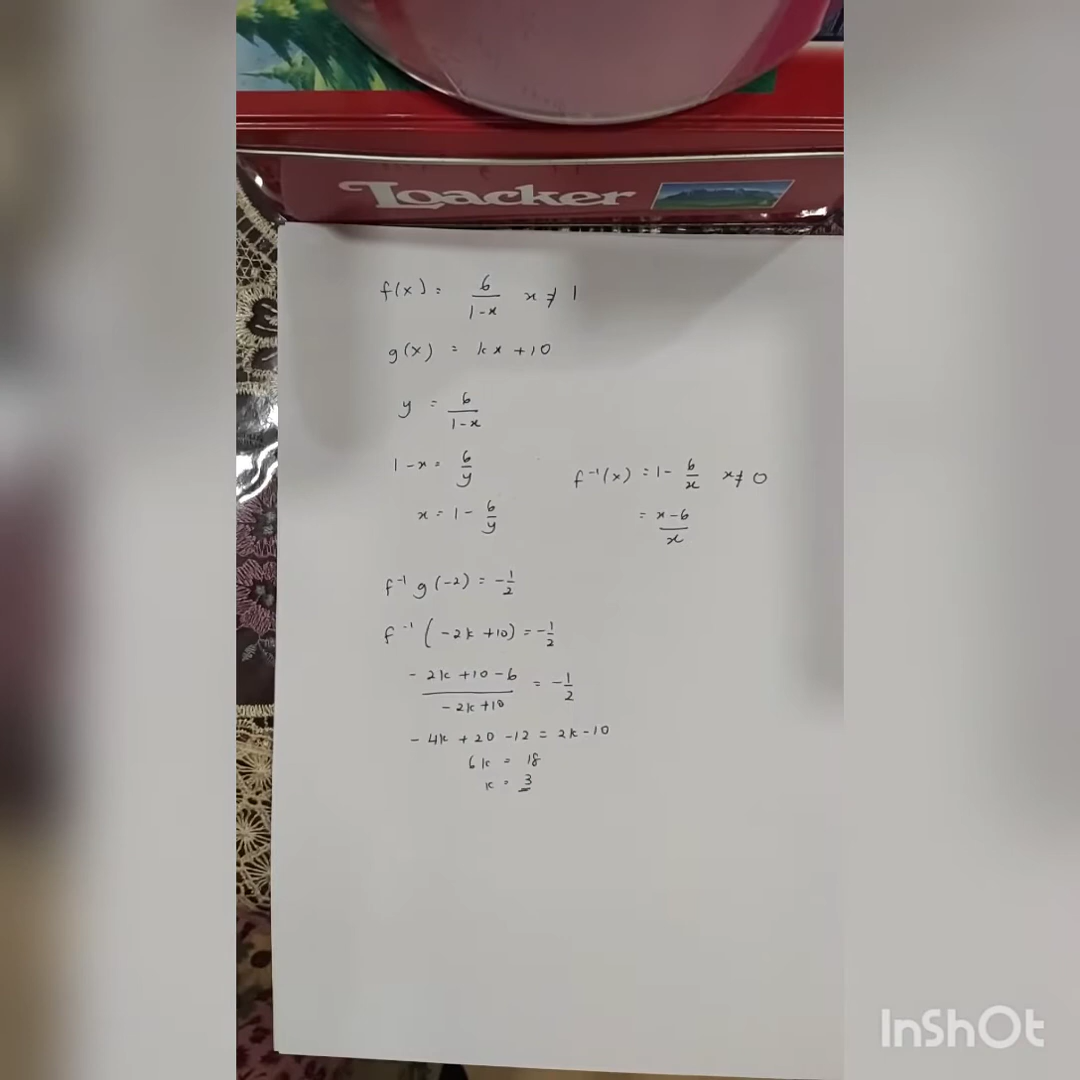 Loacker
f(x) = 6/(1-x) x ≠ 1
g(x) = kx + 10
y = 6/(1-x)
1-x = 6/y
x = 1 - 6/y
f⁻¹(x) = 1 - 6/x x ≠ 0
= (x-6)/x
f⁻¹g(-2) = -1/2
f⁻¹(-2k+10) = -1/2
(-2k+10-6)/(-2k+10) = -1/2
-4k + 20 - 12 = 2k - 10
6k = 18
k = 3
InShOt